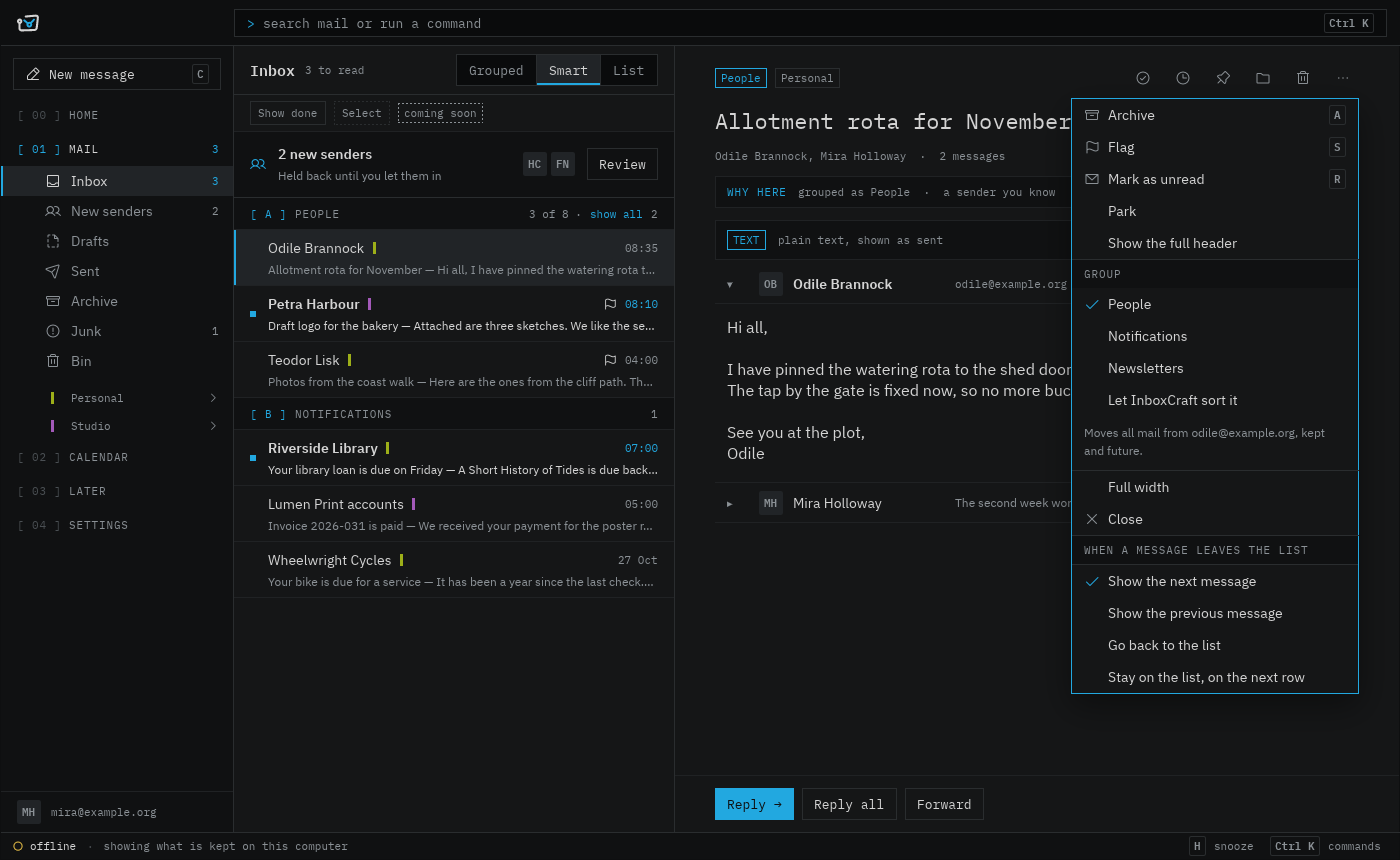 > search mail or run a command Ctrl K
New message C
[ 00 ] HOME
[ 01 ] MAIL 3
Inbox 3
New senders 2
Drafts
Sent
Archive
Junk 1
Bin
Personal
Studio
[ 02 ] CALENDAR
[ 03 ] LATER
[ 04 ] SETTINGS
MH mira@example.org
Inbox 3 to read Grouped Smart List
Show done Select coming soon
2 new senders
Held back until you let them in
HC FN Review
[ A ] PEOPLE 3 of 8 · show all 2
Odile Brannock 08:35
Allotment rota for November — Hi all, I have pinned the watering rota t…
Petra Harbour 08:10
Draft logo for the bakery — Attached are three sketches. We like the se…
Teodor Lisk 04:00
Photos from the coast walk — Here are the ones from the cliff path. Th…
[ B ] NOTIFICATIONS 1
Riverside Library 07:00
Your library loan is due on Friday — A Short History of Tides is due back…
Lumen Print accounts 05:00
Invoice 2026-031 is paid — We received your payment for the poster r…
Wheelwright Cycles 27 Oct
Your bike is due for a service — It has been a year since the last check.…
People Personal
Allotment rota for November
Odile Brannock, Mira Holloway · 2 messages
WHY HERE grouped as People · a sender you know
TEXT plain text, shown as sent
▾ OB Odile Brannock odile@example.org
Hi all,
I have pinned the watering rota to the shed door
The tap by the gate is fixed now, so no more buc
See you at the plot,
Odile
▸ MH Mira Holloway The second week wor
Reply → Reply all Forward
Archive A
Flag S
Mark as unread R
Park
Show the full header
GROUP
People
Notifications
Newsletters
Let InboxCraft sort it
Moves all mail from odile@example.org, kept
and future.
Full width
Close
WHEN A MESSAGE LEAVES THE LIST
Show the next message
Show the previous message
Go back to the list
Stay on the list, on the next row
offline · showing what is kept on this computer
H snooze Ctrl K commands